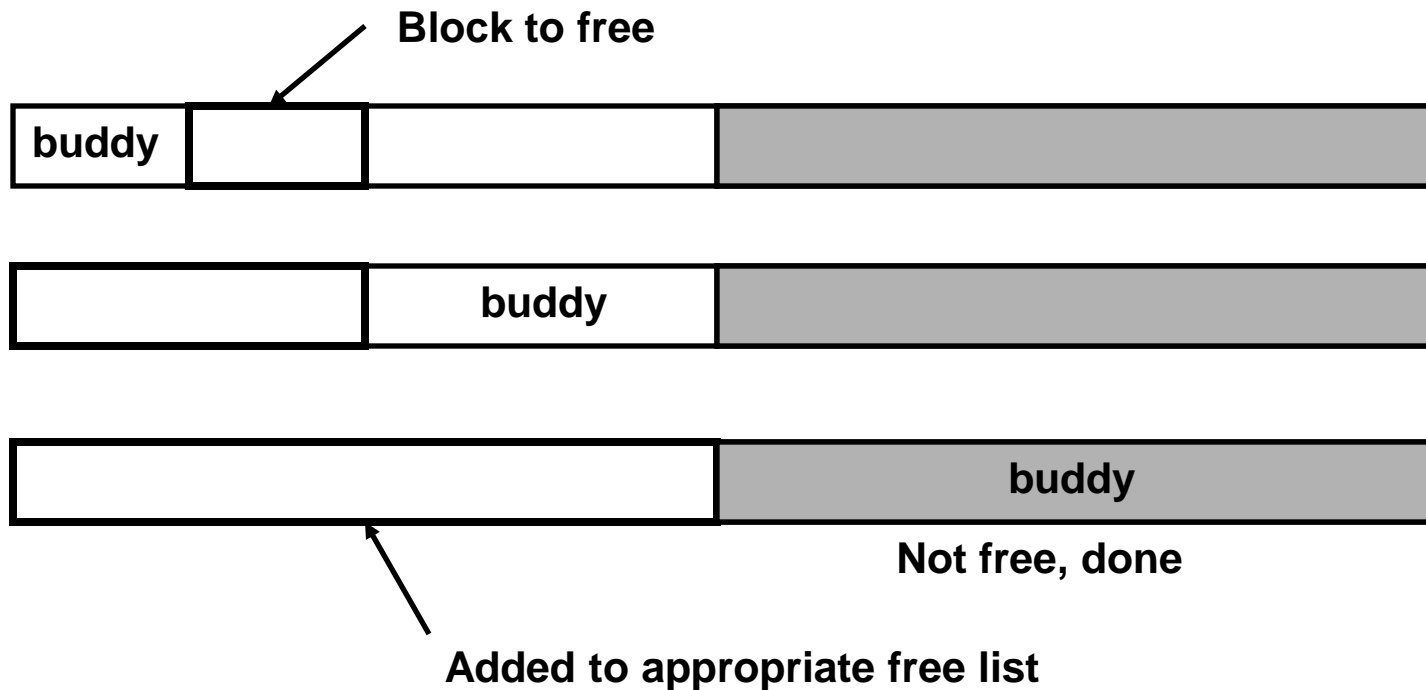 Block to free
buddy
buddy
buddy
Not free, done
Added to appropriate free list